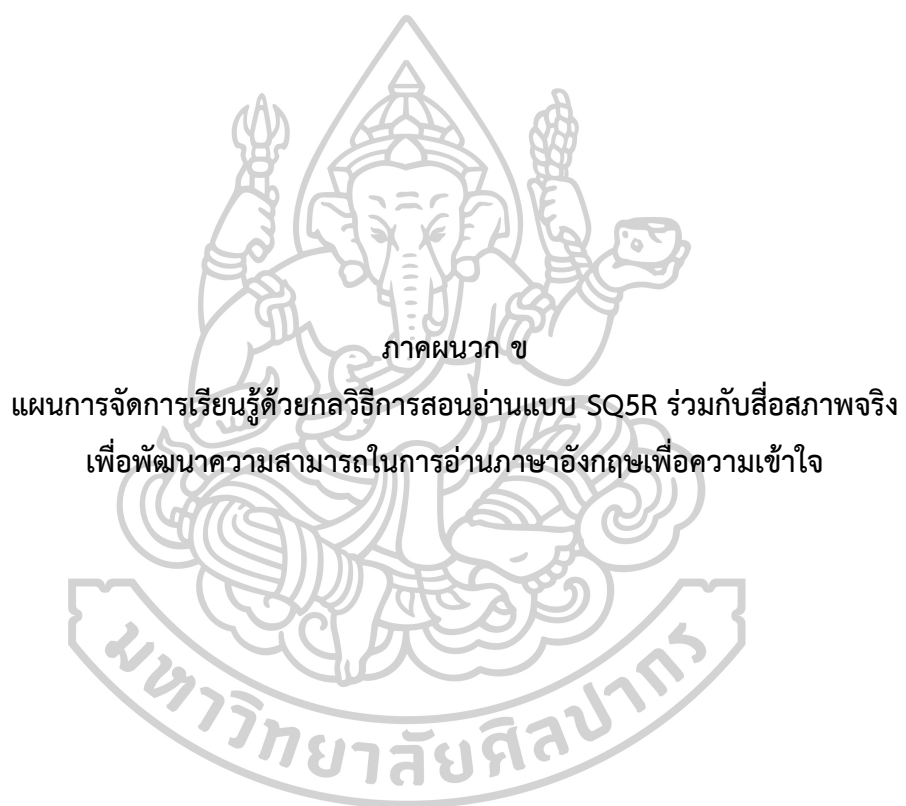 ภาคผนวก ข
แผนการจัดการเรียนรู้ด้วยกลวิธีการสอนอ่านแบบ SQ5R ร่วมกับสื่อสภาพจริง
เพื่อพัฒนาความสามารถในการอ่านภาษาอังกฤษเพื่อความเข้าใจ
มหาวิทยาลัยศิลปากร